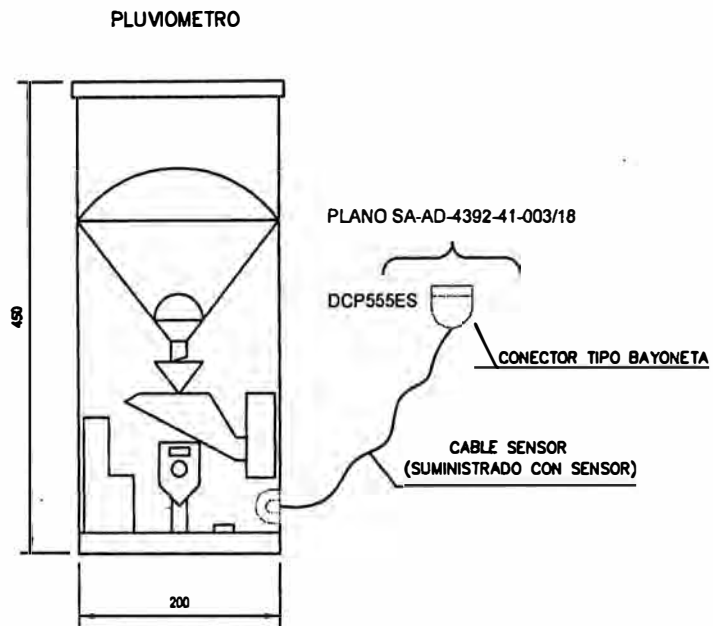 PLUVIOMETRO
PLANO SA-AD-4392-41-003/18
DCP555ES
CONECTOR TIPO BAYONETA
450
CABLE SENSOR
(SUMINISTRADO CON SENSOR)
200